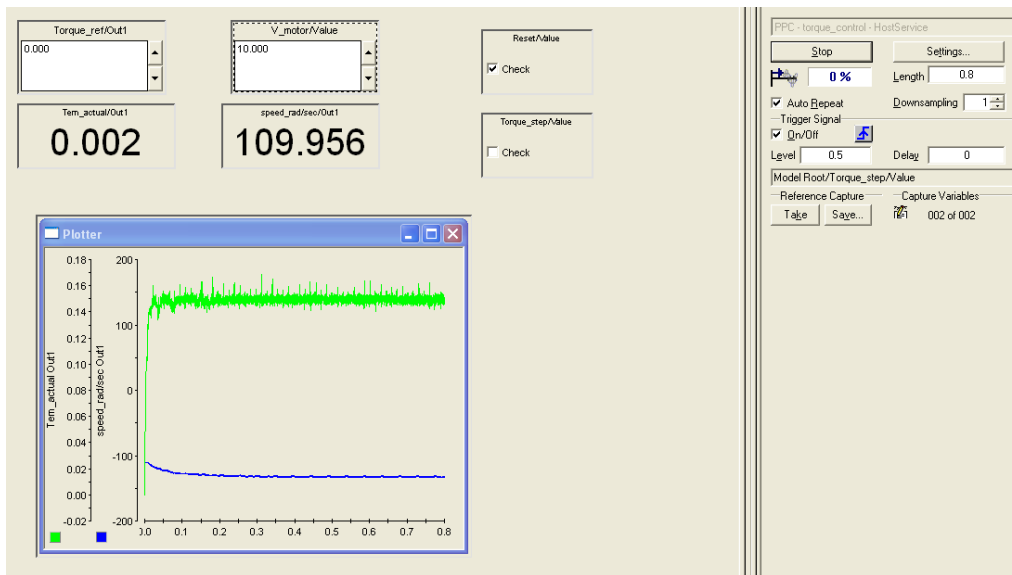 Torque_ref/Out1
0.000
V_motor/Value
10.000
Reset/Value
Check
Tem_actual/Out1
0.002
speed_rad/sec/Out1
109.956
Torque_step/Value
Check
Plotter
0.18
0.16
0.14
0.12
0.10
0.08
0.06
0.04
0.02
0.00
-0.02
Tem_actual Out1
200
100
0
-100
-200
speed_rad/sec Out1
0.0 0.1 0.2 0.3 0.4 0.5 0.6 0.7 0.8
PPC - torque_control - HostService
Stop
Settings...
0 %
Length 0.8
Auto Repeat
Downsampling 1
Trigger Signal
On/Off
Level 0.5
Delay 0
Model Root/Torque_step/Value
Reference Capture
Capture Variables
Take
Save...
002 of 002